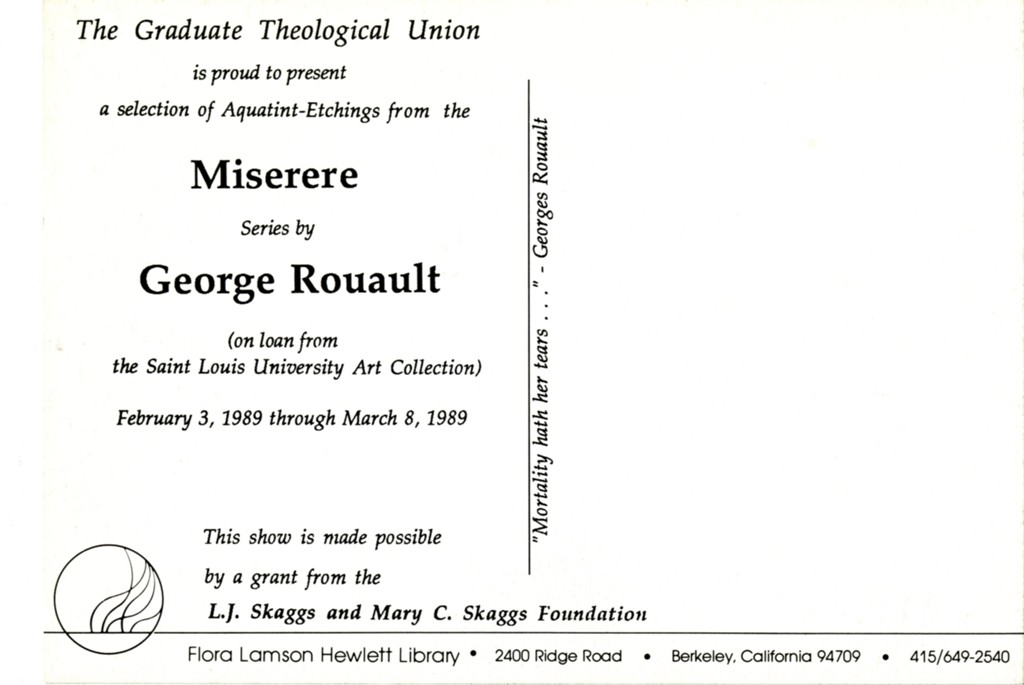 The Graduate Theological Union
is proud to present
a selection of Aquatint-Etchings from the
Miserere
Series by
George Rouault
(on loan from
the Saint Louis University Art Collection)
February 3, 1989 through March 8, 1989
This show is made possible
by a grant from the
L.J. Skaggs and Mary C. Skaggs Foundation
"Mortality hath her tears . . ." - Georges Rouault
Flora Lamson Hewlett Library • 2400 Ridge Road • Berkeley, California 94709 • 415/649-2540